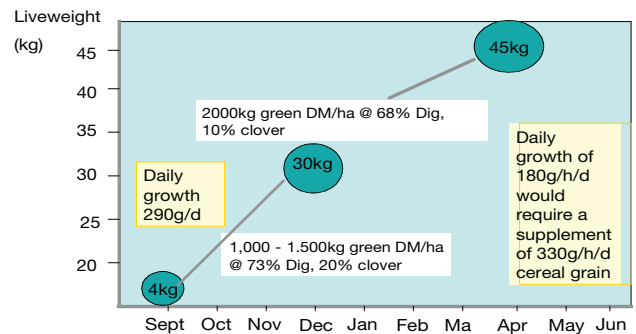 Liveweight
(kg)
45
40
35
30
25
20
45kg
2000kg green DM/ha @ 68% Dig,
10% clover
30kg
Daily
growth
290g/d
Daily
growth of
180g/h/d
would
require a
supplement
of 330g/h/d
cereal grain
1,000 - 1.500kg green DM/ha
@ 73% Dig, 20% clover
4kg
Sept Oct Nov Dec Jan Feb Ma Apr May Jun